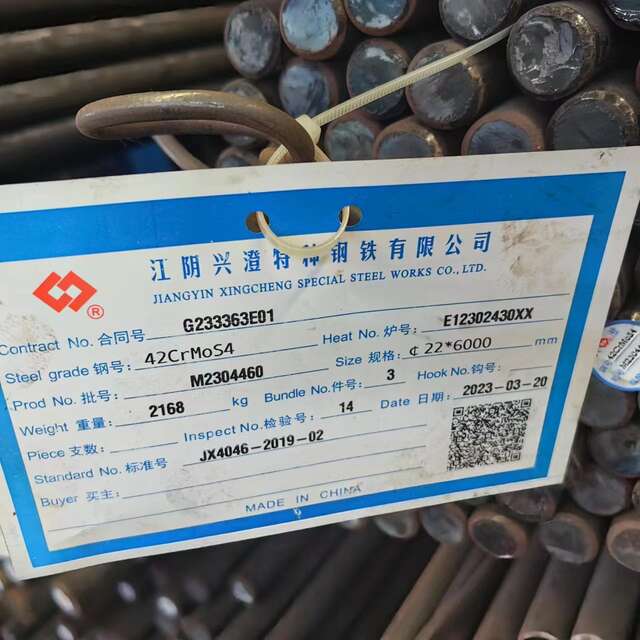 江阴兴澄特种钢铁有限公司
JIANGYIN XINGCHENG SPECIAL STEEL WORKS CO., LTD.
®
Contract No. 合同号 G233363E01 Heat No. 炉号: E12302430XX
Steel grade 钢号: 42CrMoS4 Size 规格: ¢22*6000 mm
Prod No. 批号: M2304460 Bundle No.件号: 3 Hook No.钩号:
Weight 重量: 2168 kg Inspect No.检验号: 14 Date 日期: 2023-03-20
Piece 支数:
Standard No. 标准号 JX4046-2019-02
Buyer 买主:
MADE IN CHINA